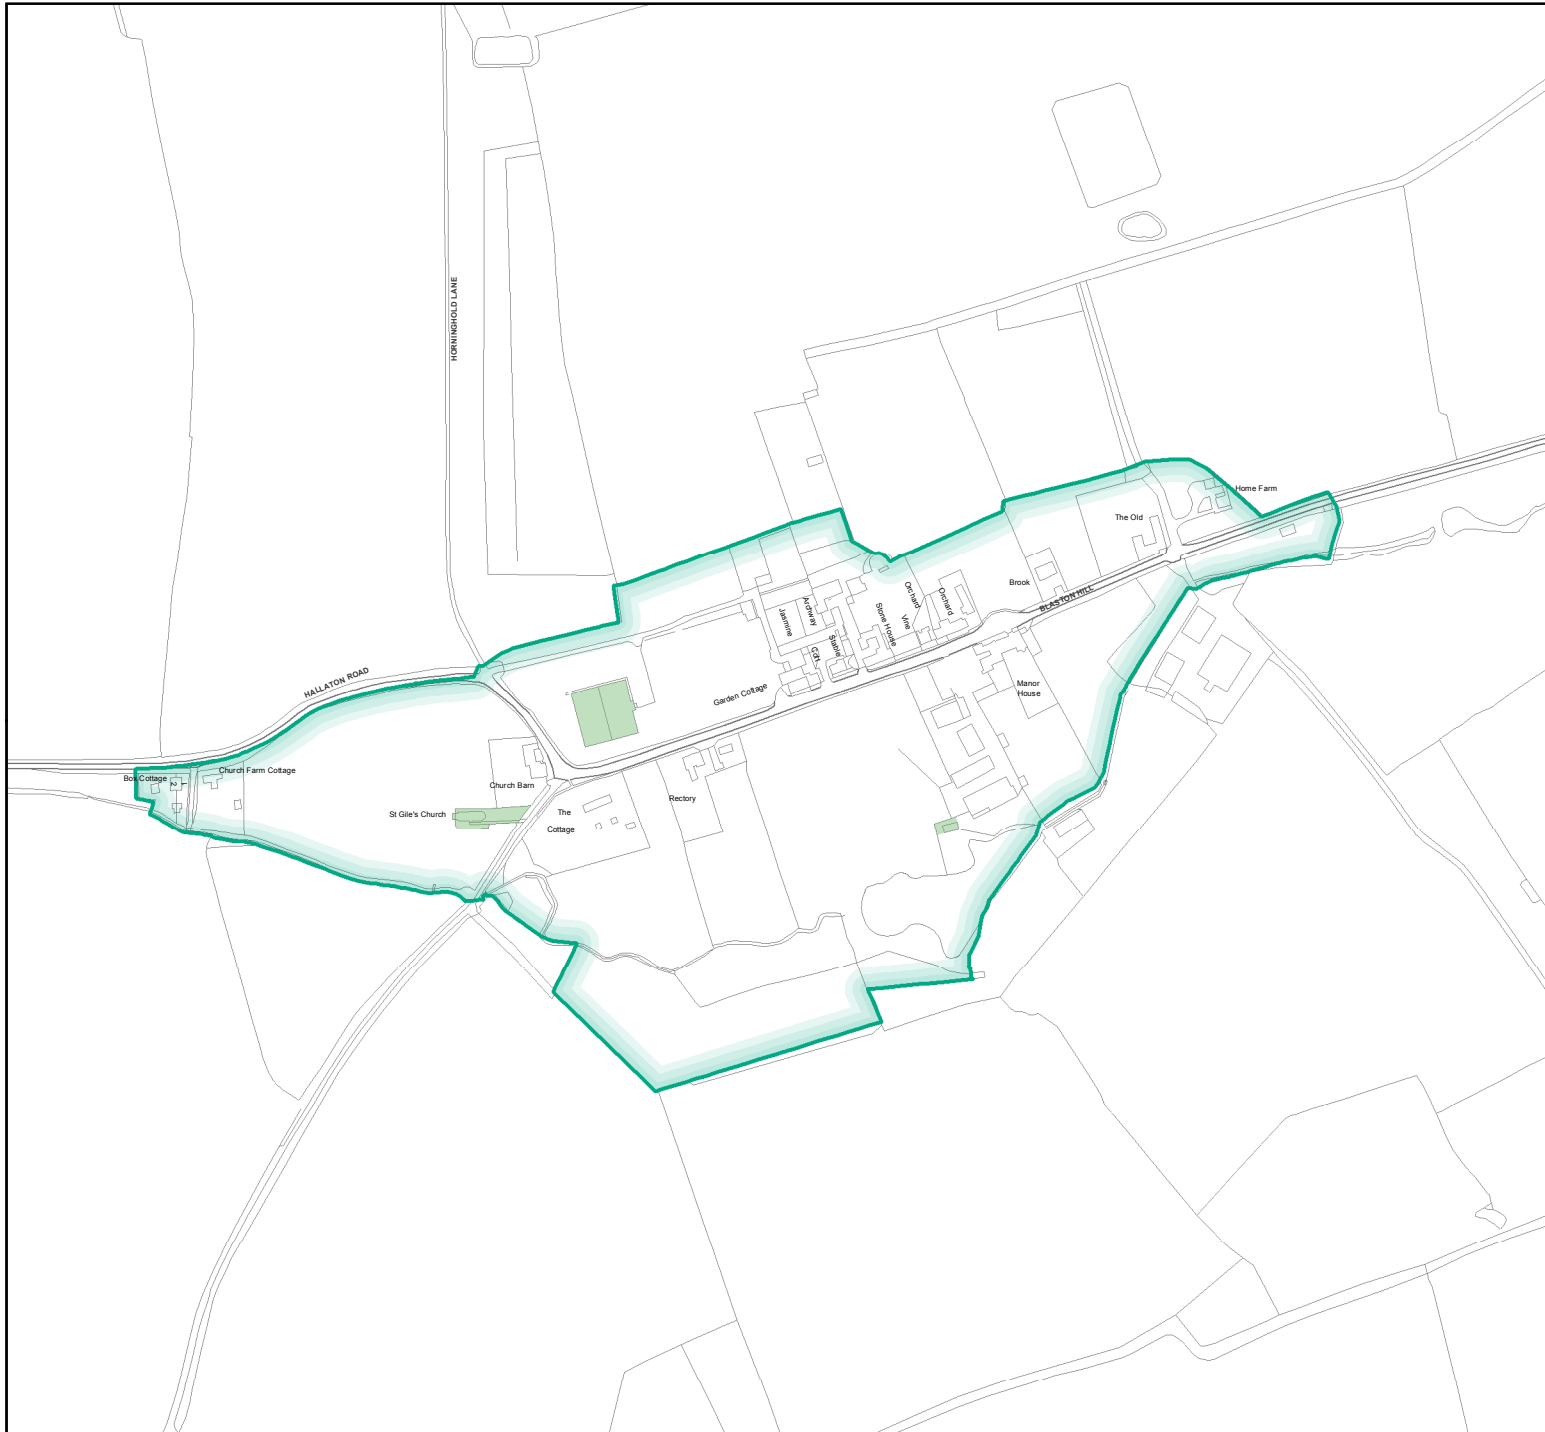 HORNINGHOLD LANE
Home Farm
The Old
Brook
BLASTON HILL
Orchard
Orchard
Vine
Stone House
Archway
Jasmine
Stable
Cott
Manor
House
Garden Cottage
HALLATON ROAD
Church Farm Cottage
Box Cottage
1
2
Church Barn
Rectory
St Gile's Church
The
Cottage